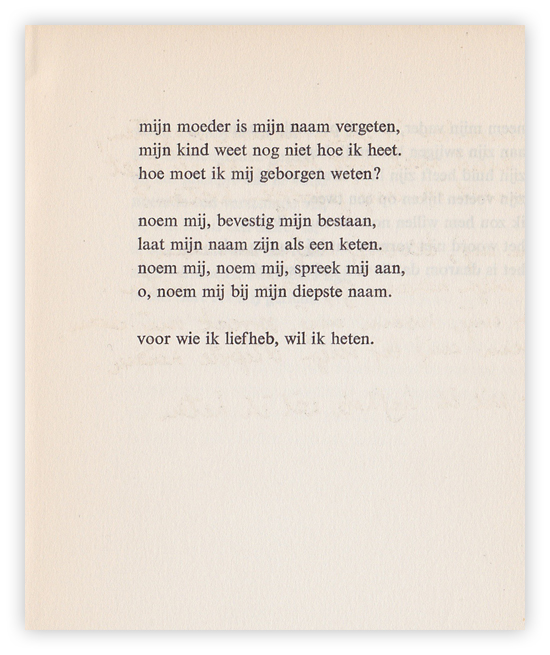 mijn moeder is mijn naam vergeten,
mijn kind weet nog niet hoe ik heet.
hoe moet ik mij geborgen weten?
noem mij, bevestig mijn bestaan,
laat mijn naam zijn als een keten.
noem mij, noem mij, spreek mij aan,
o, noem mij bij mijn diepste naam.
voor wie ik liefheb, wil ik heten.